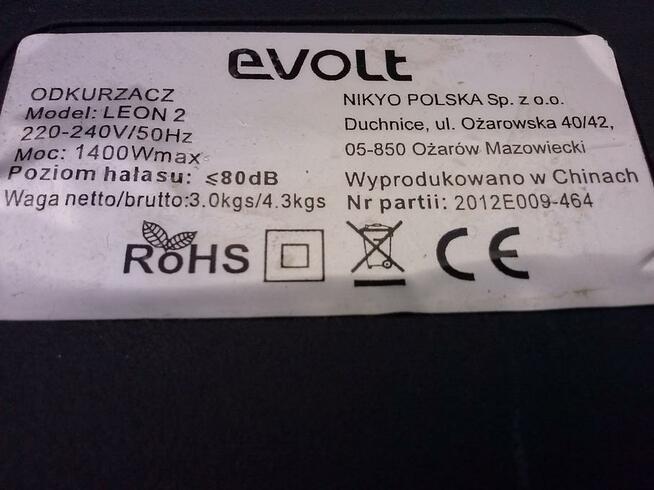 evolt
ODKURZACZ
Model: LEON 2
220-240V/50Hz
Moc: 1400Wmax
Poziom hałasu: ≤80dB
Waga netto/brutto:3.0kgs/4.3kgs
NIKYO POLSKA Sp. z o.o.
Duchnice, ul. Ożarowska 40/42,
05-850 Ożarów Mazowiecki
Wyprodukowano w Chinach
Nr partii: 2012E009-464
RoHS
CE